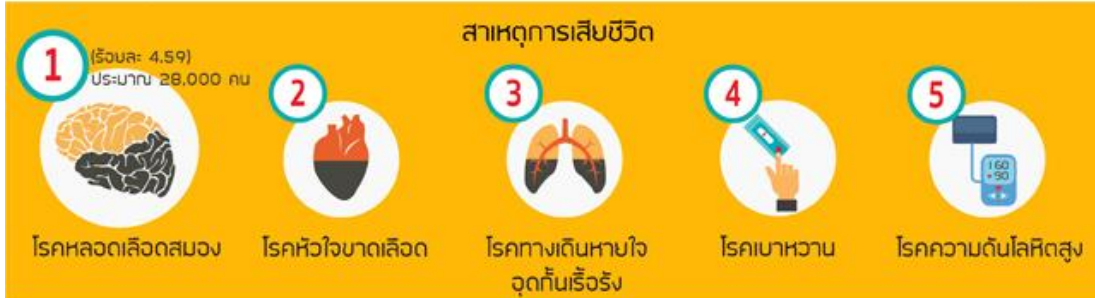 สาเหตุการเสียชีวิต
1
(ร้อยละ 4.59)
ประมาณ 28,000 คน
2
3
4
5
160
90
โรคหลอดเลือดสมอง
โรคหัวใจขาดเลือด
โรคทางเดินหายใจ
อุดกั้นเรื้อรัง
โรคเบาหวาน
โรคความดันโลหิตสูง